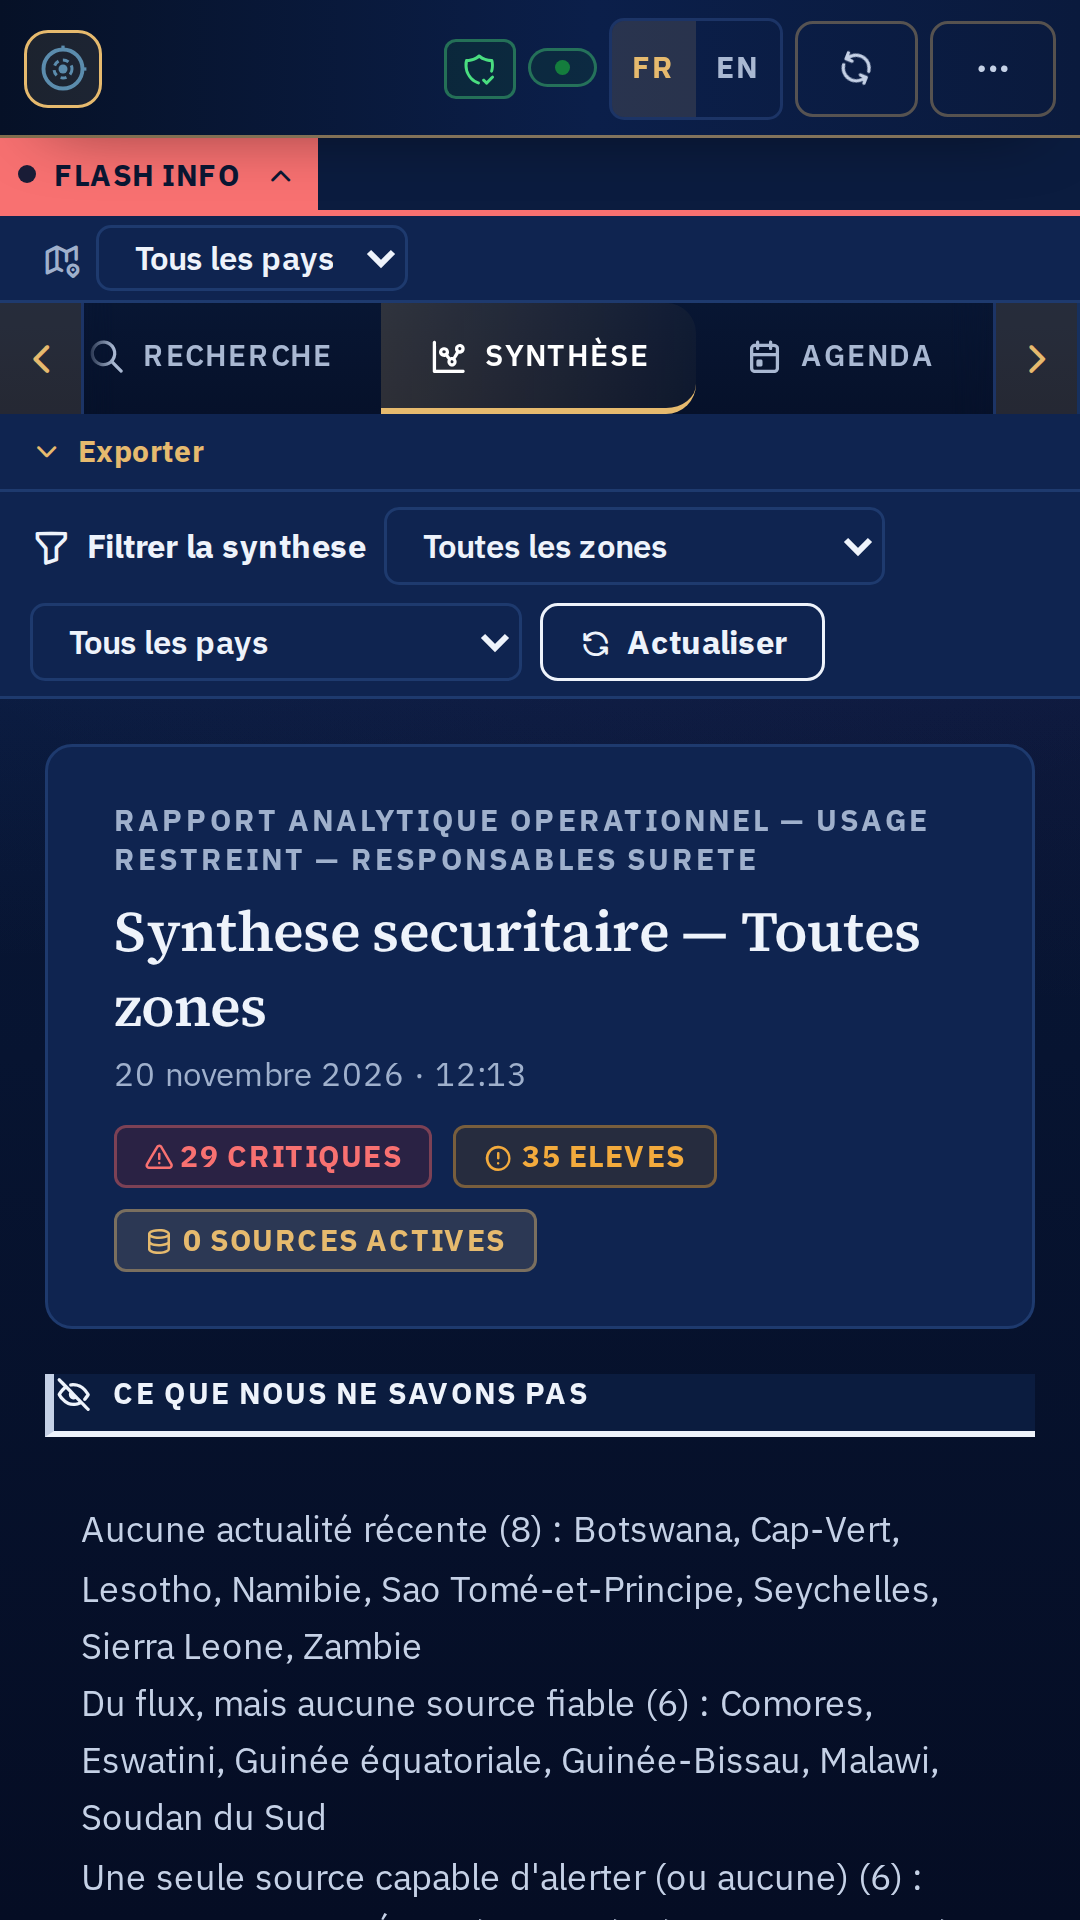 FR
EN
FLASH INFO
Tous les pays
RECHERCHE
SYNTHÈSE
AGENDA
Exporter
Filtrer la synthese
Toutes les zones
Tous les pays
Actualiser
RAPPORT ANALYTIQUE OPERATIONNEL — USAGE
RESTREINT — RESPONSABLES SURETE
Synthese securitaire — Toutes
zones
20 novembre 2026 · 12:13
29 CRITIQUES
35 ELEVES
0 SOURCES ACTIVES
CE QUE NOUS NE SAVONS PAS
Aucune actualité récente (8) : Botswana, Cap-Vert,
Lesotho, Namibie, Sao Tomé-et-Principe, Seychelles,
Sierra Leone, Zambie
Du flux, mais aucune source fiable (6) : Comores,
Eswatini, Guinée équatoriale, Guinée-Bissau, Malawi,
Soudan du Sud
Une seule source capable d'alerter (ou aucune) (6) :